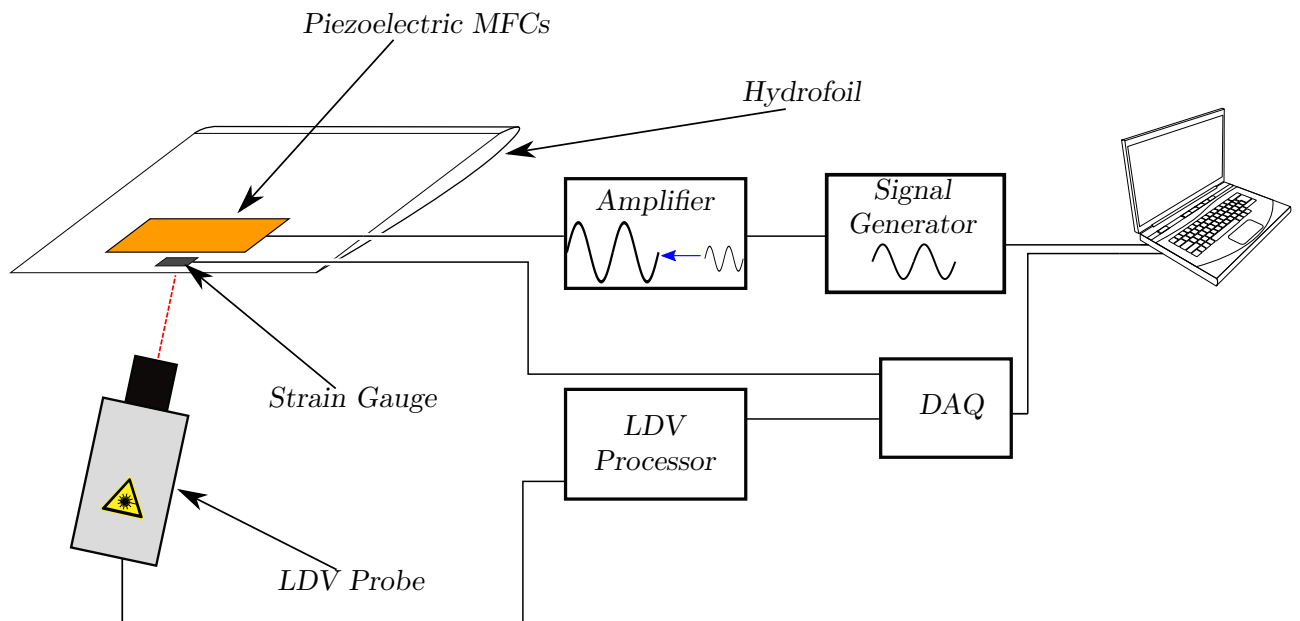 Piezoelectric MFCs
Hydrofoil
Amplifier
Signal
Generator
Strain Gauge
DAQ
LDV
Processor
LDV Probe